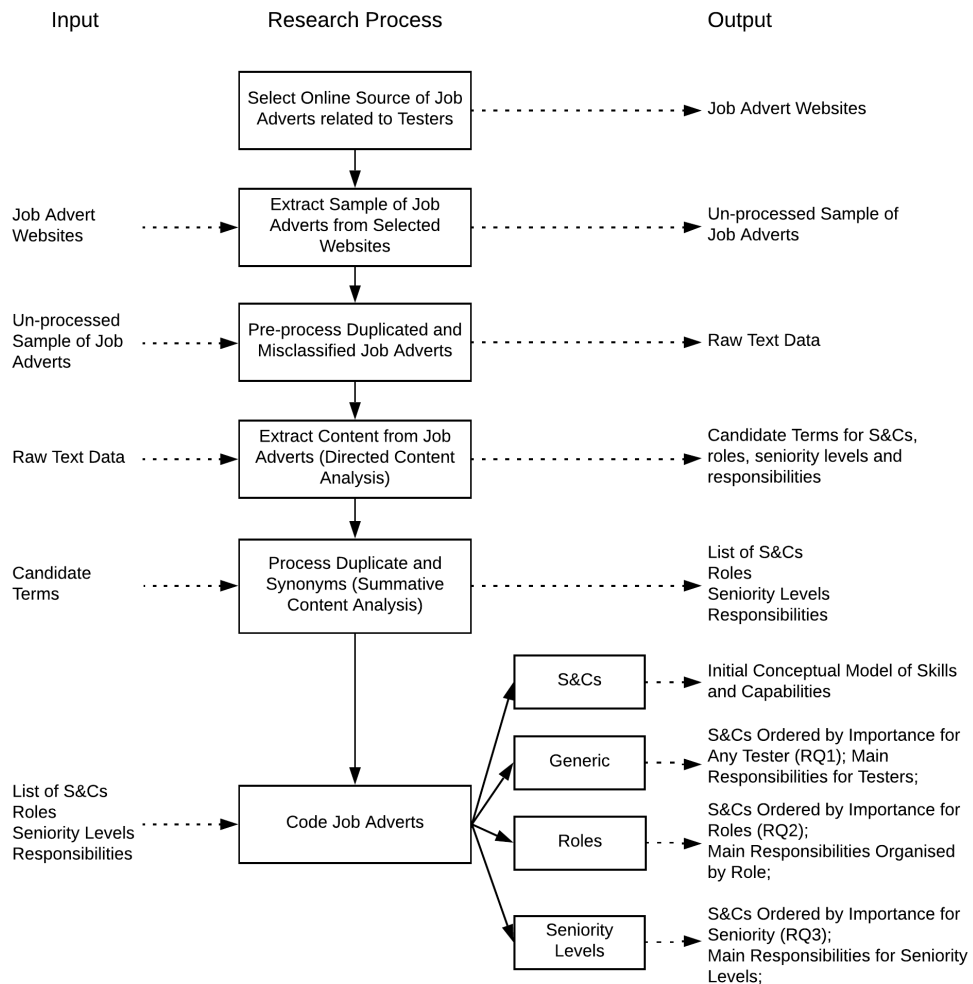 Input
Research Process
Output
Select Online Source of Job
Adverts related to Testers
Job Advert Websites
Job Advert
Websites
Extract Sample of Job
Adverts from Selected
Websites
Un-processed Sample of
Job Adverts
Un-processed
Sample of Job
Adverts
Pre-process Duplicated and
Misclassified Job Adverts
Raw Text Data
Raw Text Data
Extract Content from Job
Adverts (Directed Content
Analysis)
Candidate Terms for S&Cs,
roles, seniority levels and
responsibilities
Candidate
Terms
Process Duplicate and
Synonyms (Summative
Content Analysis)
List of S&Cs
Roles
Seniority Levels
Responsibilities
List of S&Cs
Roles
Seniority Levels
Responsibilities
Code Job Adverts
S&Cs
Initial Conceptual Model of Skills
and Capabilities
Generic
S&Cs Ordered by Importance for
Any Tester (RQ1); Main
Responsibilities for Testers;
Roles
S&Cs Ordered by Importance for
Roles (RQ2);
Main Responsibilities Organised
by Role;
Seniority
Levels
S&Cs Ordered by Importance for
Seniority (RQ3);
Main Responsibilities for Seniority
Levels;